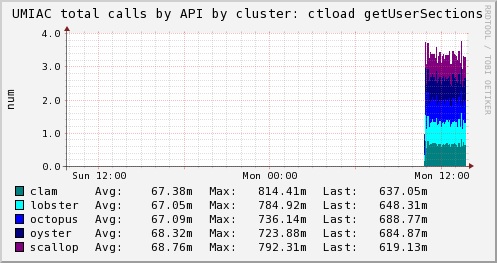 UMIAC total calls by API by cluster: ctload getUserSections
RRDTOOL / TOBI OETIKER
num
4.0
3.0
2.0
1.0
0.0
Sun 12:00 Mon 00:00 Mon 12:00
clam Avg: 67.38m Max: 814.41m Last: 637.05m
lobster Avg: 67.05m Max: 784.92m Last: 648.31m
octopus Avg: 67.09m Max: 736.14m Last: 688.77m
oyster Avg: 68.32m Max: 723.88m Last: 684.87m
scallop Avg: 68.76m Max: 792.31m Last: 619.13m